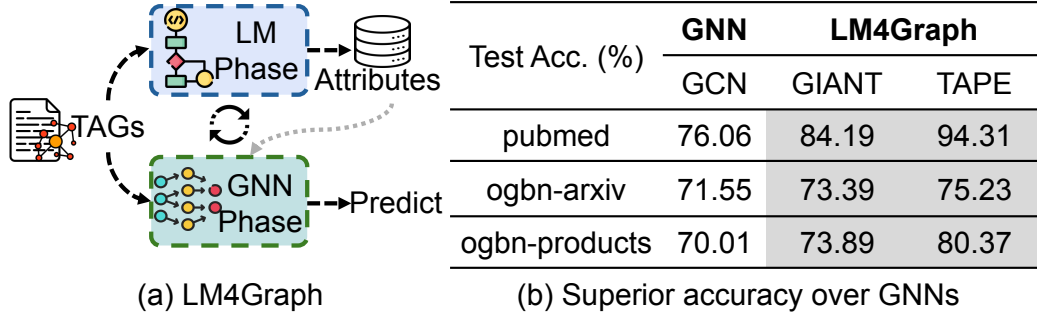 LM
Phase
Attributes
TAGs
GNN
Phase
Predict
(a) LM4Graph
Test Acc. (%) GNN LM4Graph
GCN GIANT TAPE
pubmed 76.06 84.19 94.31
ogbn-arxiv 71.55 73.39 75.23
ogbn-products 70.01 73.89 80.37
(b) Superior accuracy over GNNs